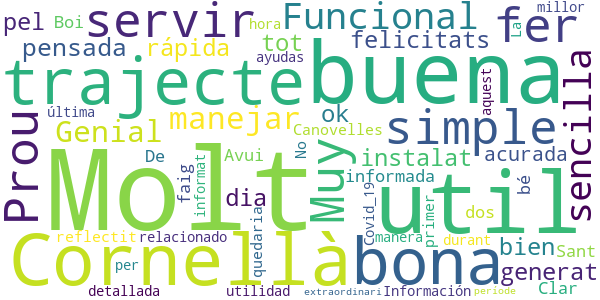 pel Boi servir hora Funcional fer millor
pensada rápida tot felicitats La
trajecte ayudas buena
Prou última manejar ok simple aquest sencilla
Genial Canovelles
Molt De Avui No Muy instalat acurada
faig informat dia informada util bé
Covid_19 primer dos
reflectit relacionado quedaria manera durant bien Sant
Cornellà bona generat
per utilidad Información Clar
detallada extraordinari període